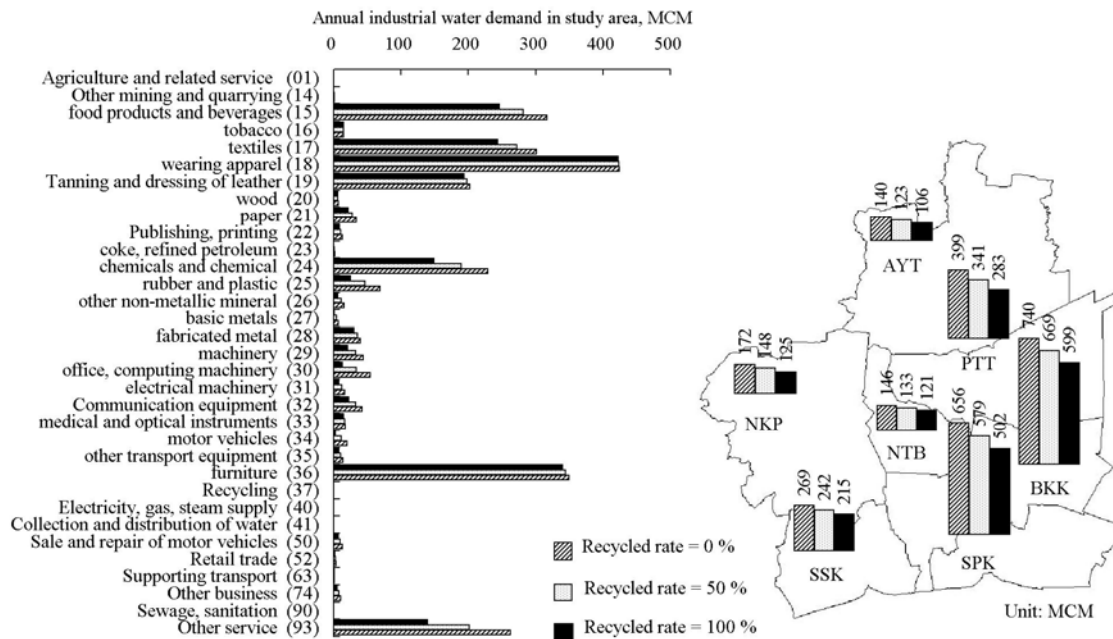 Annual industrial water demand in study area, MCM
0 100 200 300 400 500
Agriculture and related service (01)
Other mining and quarrying (14)
food products and beverages (15)
tobacco (16)
textiles (17)
wearing apparel (18)
Tanning and dressing of leather (19)
wood (20)
paper (21)
Publishing, printing (22)
coke, refined petroleum (23)
chemicals and chemical (24)
rubber and plastic (25)
other non-metallic mineral (26)
basic metals (27)
fabricated metal (28)
machinery (29)
office, computing machinery (30)
electrical machinery (31)
Communication equipment (32)
medical and optical instruments (33)
motor vehicles (34)
other transport equipment (35)
furniture (36)
Recycling (37)
Electricity, gas, steam supply (40)
Collection and distribution of water (41)
Sale and repair of motor vehicles (50)
Retail trade (52)
Supporting transport (63)
Other business (74)
Sewage, sanitation (90)
Other service (93)
Recycled rate = 0 %
Recycled rate = 50 %
Recycled rate = 100 %
140 123 106
AYT
399 341 283
PTT
740 669 599
BKK
172 148 125
NKP
146 133 121
NTB
656 579 502
SPK
269 242 215
SSK
Unit: MCM